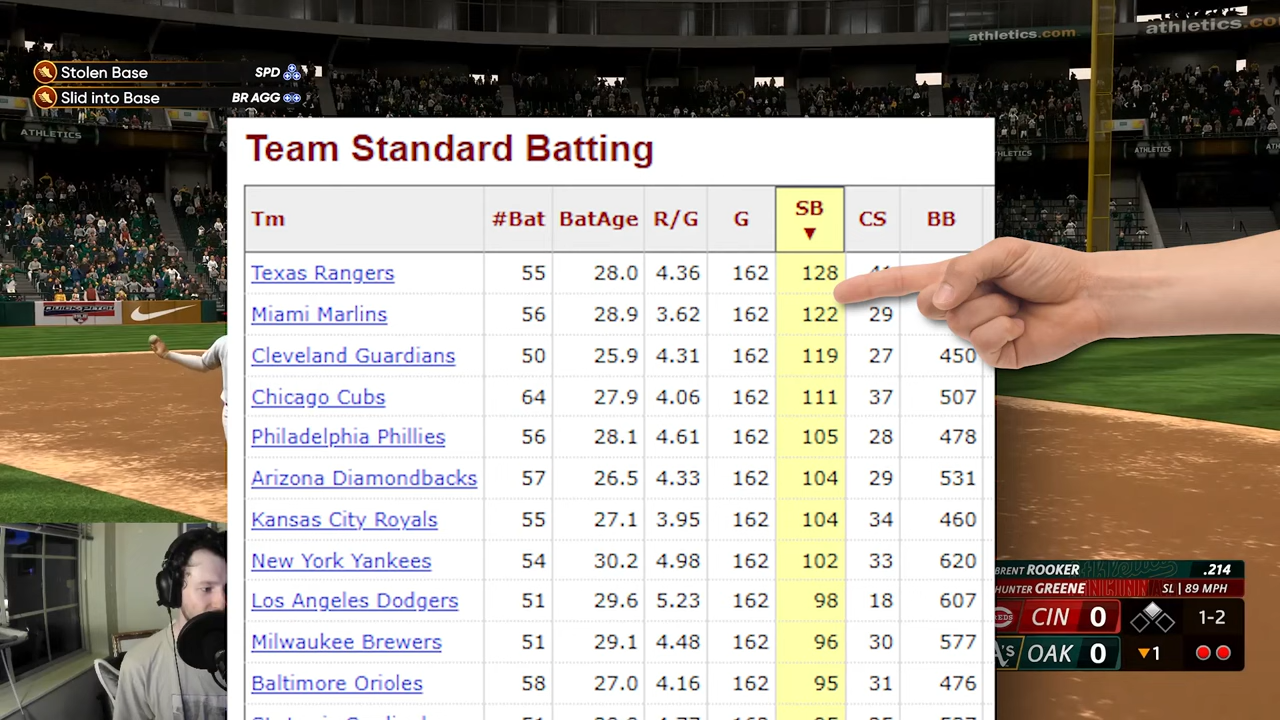 athletics.com
athletics.com
Stolen Base SPD
Slid into Base BR AGG
ATHLETICS
ATHLETICS
Team Standard Batting
Tm #Bat BatAge R/G G SB ▼ CS BB
Texas Rangers 55 28.0 4.36 162 128
Miami Marlins 56 28.9 3.62 162 122 29
Cleveland Guardians 50 25.9 4.31 162 119 27 450
Chicago Cubs 64 27.9 4.06 162 111 37 507
Philadelphia Phillies 56 28.1 4.61 162 105 28 478
Arizona Diamondbacks 57 26.5 4.33 162 104 29 531
Kansas City Royals 55 27.1 3.95 162 104 34 460
New York Yankees 54 30.2 4.98 162 102 33 620
Los Angeles Dodgers 51 29.6 5.23 162 98 18 607
Milwaukee Brewers 51 29.1 4.48 162 96 30 577
Baltimore Orioles 58 27.0 4.16 162 95 31 476
BRENT ROOKER .214
HUNTER GREENE SL | 89 MPH
REDS CIN 0 1-2
A's OAK 0 ▼1